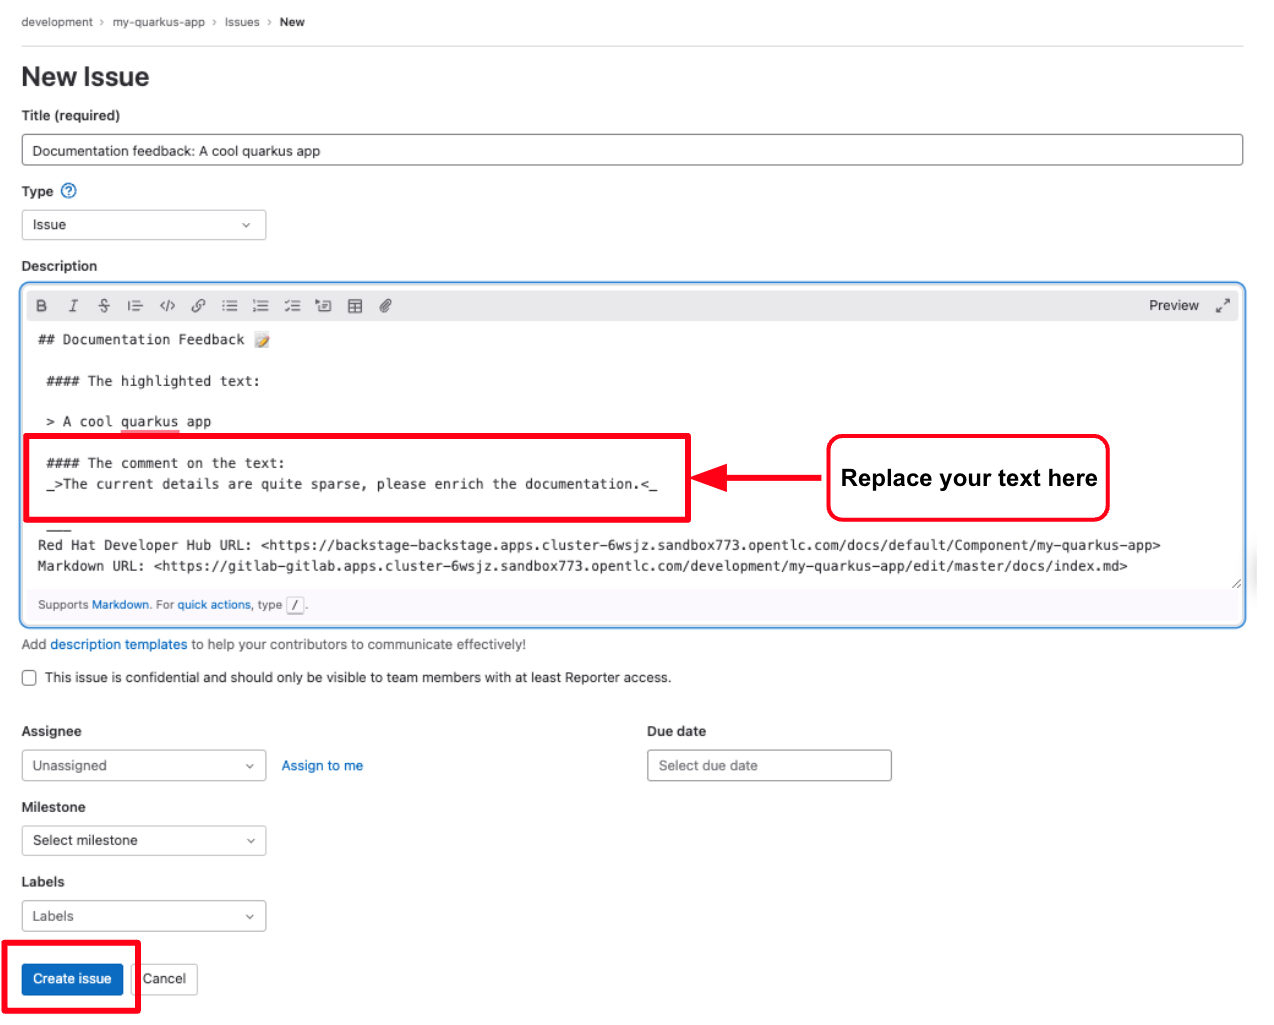 development › my-quarkus-app › Issues › New
New Issue
Title (required)
Documentation feedback: A cool quarkus app
Type ?
Issue
Description
B I S </> Preview
## Documentation Feedback 📝
#### The highlighted text:
> A cool quarkus app
#### The comment on the text:
_>The current details are quite sparse, please enrich the documentation.<_
Replace your text here
___
Red Hat Developer Hub URL: <https://backstage-backstage.apps.cluster-6wsjz.sandbox773.opentlc.com/docs/default/Component/my-quarkus-app>
Markdown URL: <https://gitlab-gitlab.apps.cluster-6wsjz.sandbox773.opentlc.com/development/my-quarkus-app/edit/master/docs/index.md>
Supports Markdown. For quick actions, type /.
Add description templates to help your contributors to communicate effectively!
This issue is confidential and should only be visible to team members with at least Reporter access.
Assignee
Unassigned
Assign to me
Due date
Select due date
Milestone
Select milestone
Labels
Labels
Create issue
Cancel